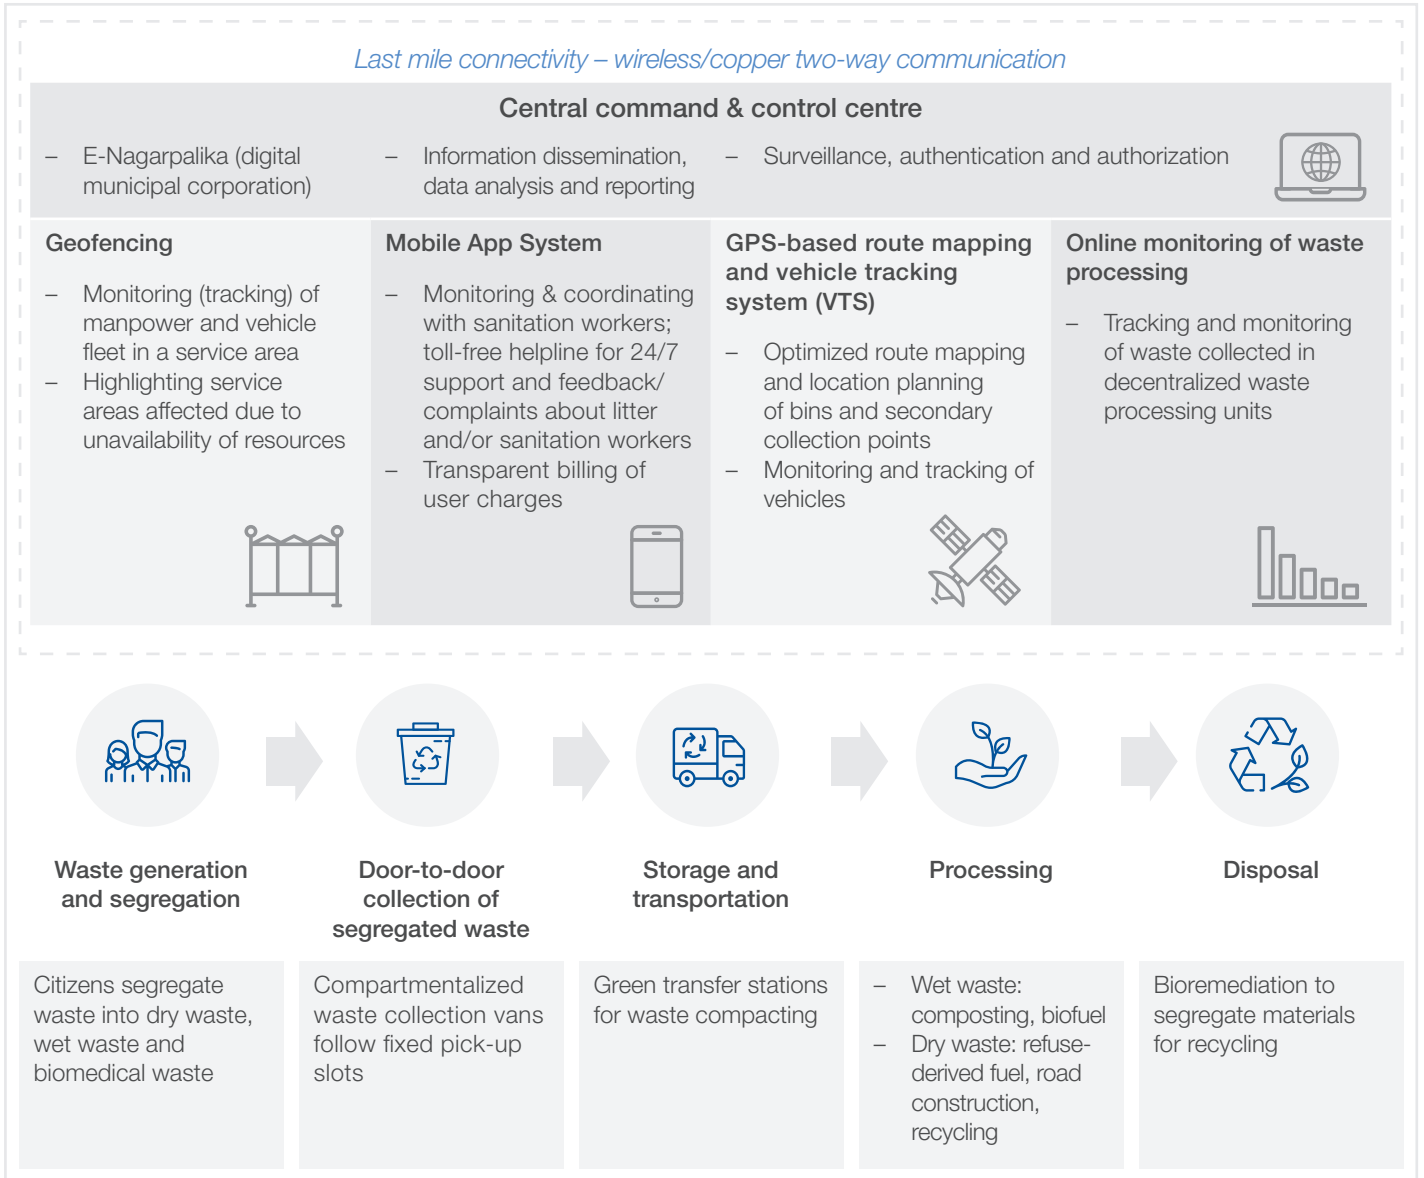 Last mile connectivity – wireless/copper two-way communication
Central command & control centre
– E-Nagarpalika (digital
municipal corporation)
– Information dissemination,
data analysis and reporting
– Surveillance, authentication and authorization
Geofencing
– Monitoring (tracking) of
manpower and vehicle
fleet in a service area
– Highlighting service
areas affected due to
unavailability of resources
Mobile App System
– Monitoring & coordinating
with sanitation workers;
toll-free helpline for 24/7
support and feedback/
complaints about litter
and/or sanitation workers
– Transparent billing of
user charges
GPS-based route mapping
and vehicle tracking
system (VTS)
– Optimized route mapping
and location planning
of bins and secondary
collection points
– Monitoring and tracking of
vehicles
Online monitoring of waste
processing
– Tracking and monitoring
of waste collected in
decentralized waste
processing units
Waste generation
and segregation
Door-to-door
collection of
segregated waste
Storage and
transportation
Processing
Disposal
Citizens segregate
waste into dry waste,
wet waste and
biomedical waste
Compartmentalized
waste collection vans
follow fixed pick-up
slots
Green transfer stations
for waste compacting
– Wet waste:
composting, biofuel
– Dry waste: refuse-
derived fuel, road
construction,
recycling
Bioremediation to
segregate materials
for recycling